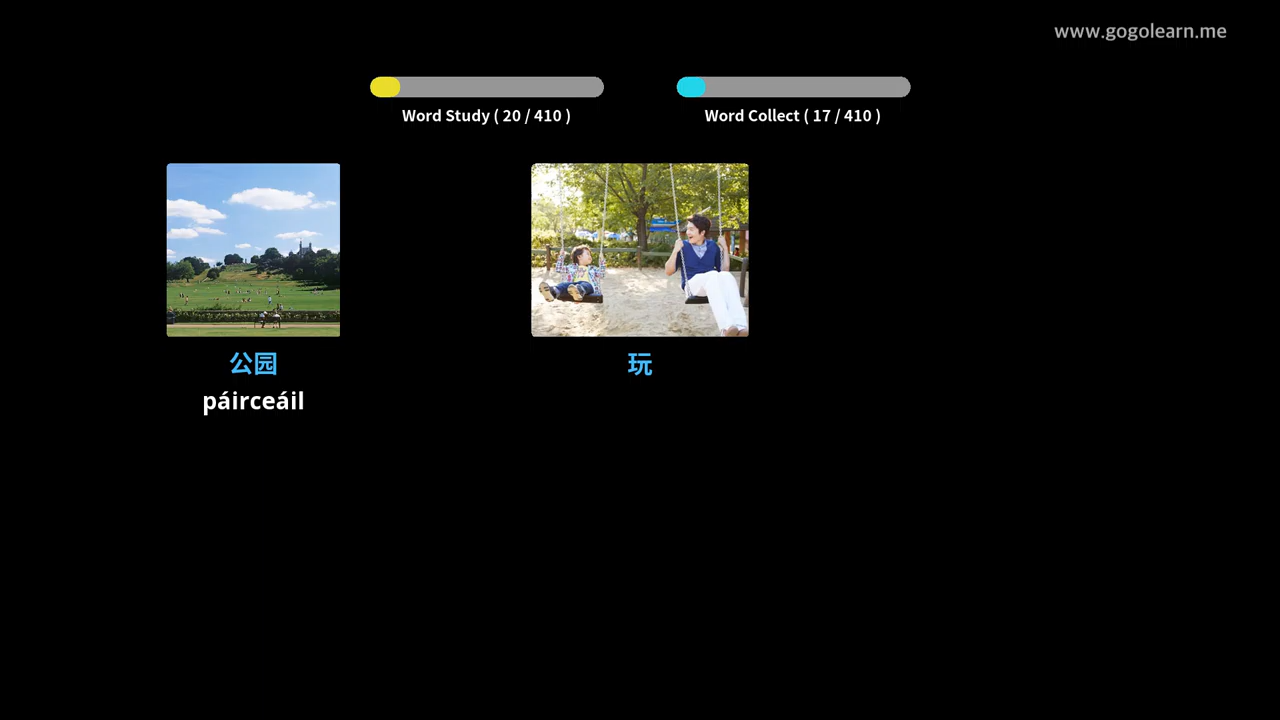 www.gogolearn.me
Word Study ( 20 / 410 )
Word Collect ( 17 / 410 )
公园
玩
páirceáil